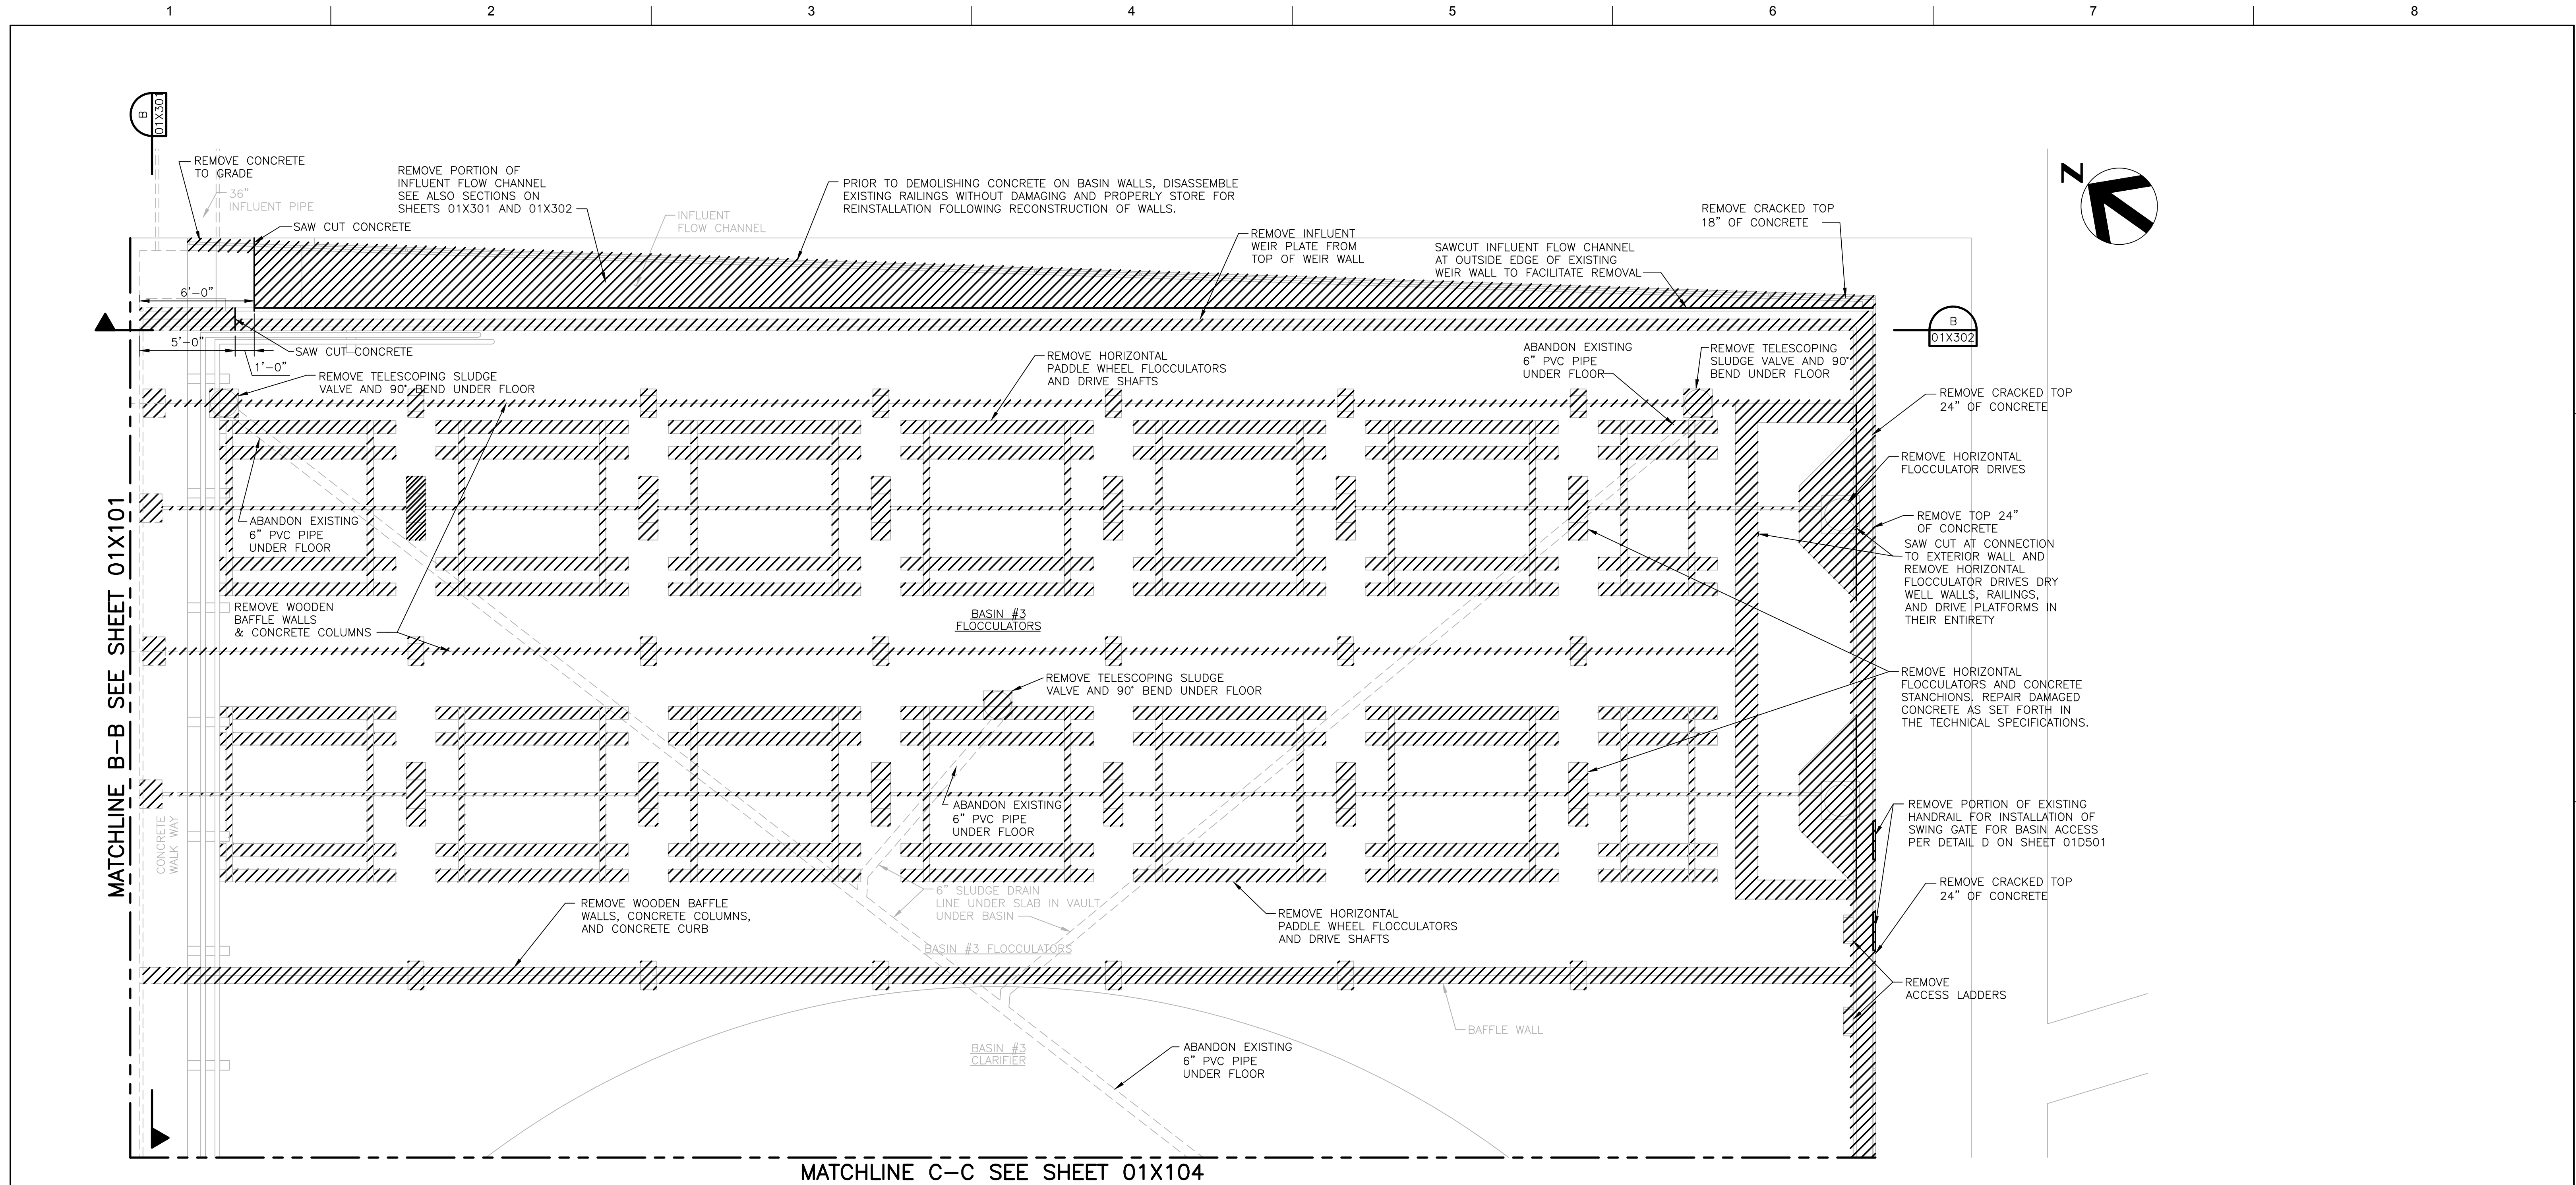 1
2
3
4
5
6
7
8
B
01X301
N
REMOVE CONCRETE
TO GRADE
36"
INFLUENT PIPE
SAW CUT CONCRETE
REMOVE PORTION OF
INFLUENT FLOW CHANNEL
SEE ALSO SECTIONS ON
SHEETS 01X301 AND 01X302
INFLUENT
FLOW CHANNEL
PRIOR TO DEMOLISHING CONCRETE ON BASIN WALLS, DISASSEMBLE
EXISTING RAILINGS WITHOUT DAMAGING AND PROPERLY STORE FOR
REINSTALLATION FOLLOWING RECONSTRUCTION OF WALLS.
REMOVE INFLUENT
WEIR PLATE FROM
TOP OF WEIR WALL
SAWCUT INFLUENT FLOW CHANNEL
AT OUTSIDE EDGE OF EXISTING
WEIR WALL TO FACILITATE REMOVAL
REMOVE CRACKED TOP
18" OF CONCRETE
6'-0"
5'-0"
1'-0"
SAW CUT CONCRETE
B
01X302
REMOVE TELESCOPING SLUDGE
VALVE AND 90° BEND UNDER FLOOR
REMOVE HORIZONTAL
PADDLE WHEEL FLOCCULATORS
AND DRIVE SHAFTS
ABANDON EXISTING
6" PVC PIPE
UNDER FLOOR
REMOVE TELESCOPING
SLUDGE VALVE AND 90°
BEND UNDER FLOOR
REMOVE CRACKED TOP
24" OF CONCRETE
REMOVE HORIZONTAL
FLOCCULATOR DRIVES
MATCHLINE B-B SEE SHEET 01X101
ABANDON EXISTING
6" PVC PIPE
UNDER FLOOR
REMOVE TOP 24"
OF CONCRETE
SAW CUT AT CONNECTION
TO EXTERIOR WALL AND
REMOVE HORIZONTAL
FLOCCULATOR DRIVES DRY
WELL WALLS, RAILINGS,
AND DRIVE PLATFORMS IN
THEIR ENTIRETY
REMOVE WOODEN
BAFFLE WALLS
& CONCRETE COLUMNS
BASIN #3
FLOCCULATORS
REMOVE TELESCOPING SLUDGE
VALVE AND 90° BEND UNDER FLOOR
REMOVE HORIZONTAL
FLOCCULATORS AND CONCRETE
STANCHIONS. REPAIR DAMAGED
CONCRETE AS SET FORTH IN
THE TECHNICAL SPECIFICATIONS.
CONCRETE
WALK WAY
ABANDON EXISTING
6" PVC PIPE
UNDER FLOOR
REMOVE PORTION OF EXISTING
HANDRAIL FOR INSTALLATION OF
SWING GATE FOR BASIN ACCESS
PER DETAIL D ON SHEET 01D501
6" SLUDGE DRAIN
LINE UNDER SLAB IN VAULT
UNDER BASIN
REMOVE CRACKED TOP
24" OF CONCRETE
REMOVE WOODEN BAFFLE
WALLS, CONCRETE COLUMNS,
AND CONCRETE CURB
REMOVE HORIZONTAL
PADDLE WHEEL FLOCCULATORS
AND DRIVE SHAFTS
BASIN #3 FLOCCULATORS
REMOVE
ACCESS LADDERS
BAFFLE WALL
BASIN #3
CLARIFIER
ABANDON EXISTING
6" PVC PIPE
UNDER FLOOR
MATCHLINE C-C SEE SHEET 01X104